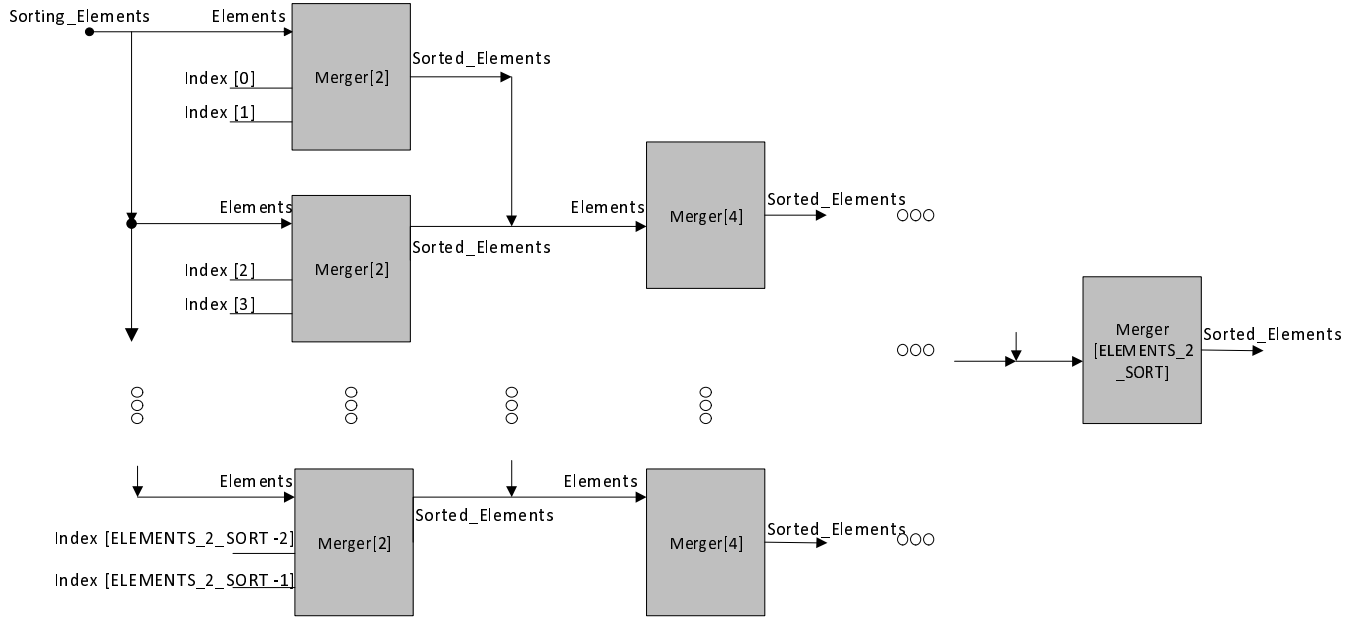 Sorting_Elements
Elements
Index [0]
Index [1]
Merger[2]
Sorted_Elements
Elements
Index [2]
Index [3]
Merger[2]
Sorted_Elements
Elements
Merger[4]
Sorted_Elements
Merger
[ELEMENTS_2
_SORT]
Sorted_Elements
Elements
Index [ELEMENTS_2_SORT -2]
Index [ELEMENTS_2_SORT -1]
Merger[2]
Sorted_Elements
Elements
Merger[4]
Sorted_Elements